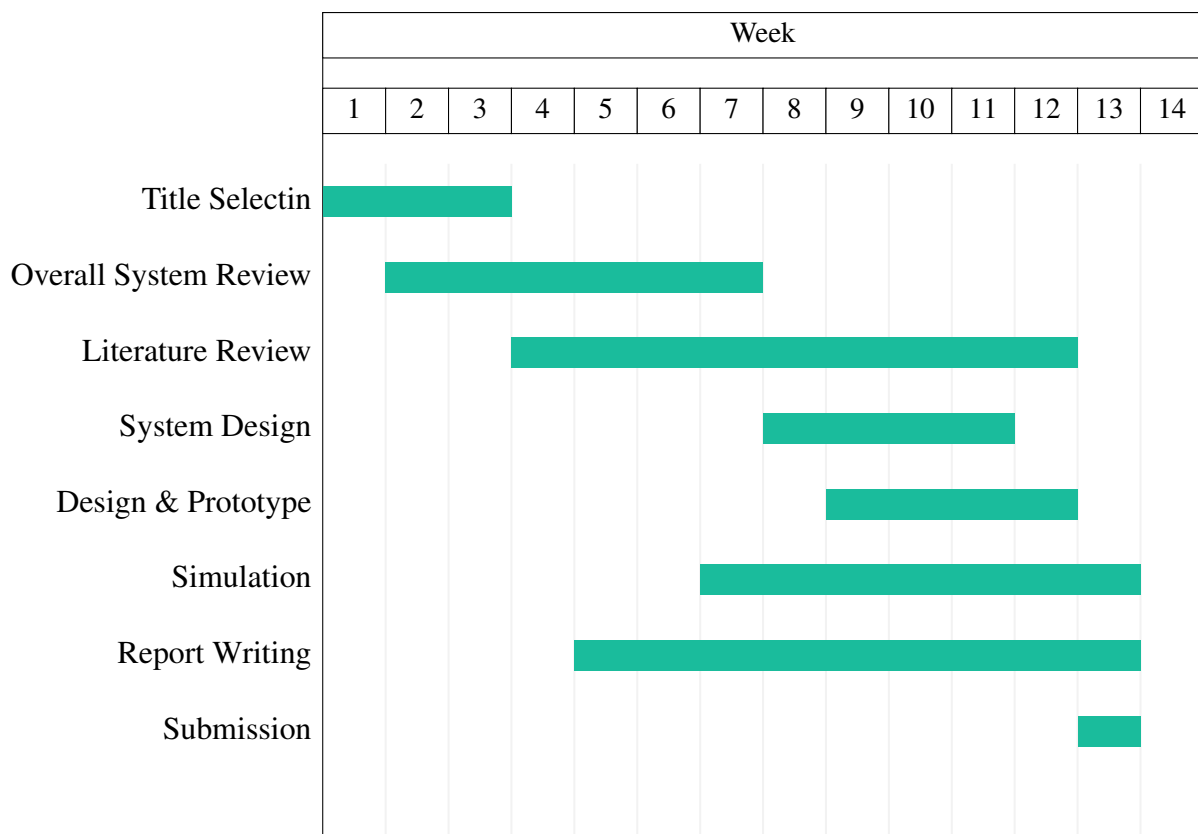 Week
1 2 3 4 5 6 7 8 9 10 11 12 13 14
Title Selectin
Overall System Review
Literature Review
System Design
Design & Prototype
Simulation
Report Writing
Submission